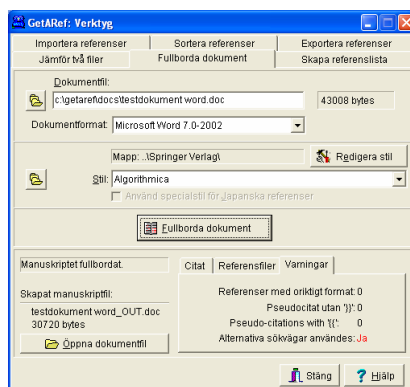 GetARef: Verktyg
Importera referenser Sortera referenser Exportera referenser
Jämför två filer Fullborda dokument Skapa referenslista
Dokumentfil:
c:\getaref\docs\testdokument word.doc 43008 bytes
Dokumentformat: Microsoft Word 7.0-2002
Mapp: ..\Springer Verlag\ Redigera stil
Stil: Algorithmica
Använd specialstil för Japanska referenser
Fullborda dokument
Manuskriptet fullbordat.
Citat Referensfiler Varningar
Skapat manuskriptfil:
testdokument word_OUT.doc
30720 bytes
Öppna dokumentfil
Referenser med oriktigt format: 0
Pseudocitat utan '}': 0
Pseudo-citations with '{': 0
Alternativa sökvägar användes: Ja
Stäng Hjälp